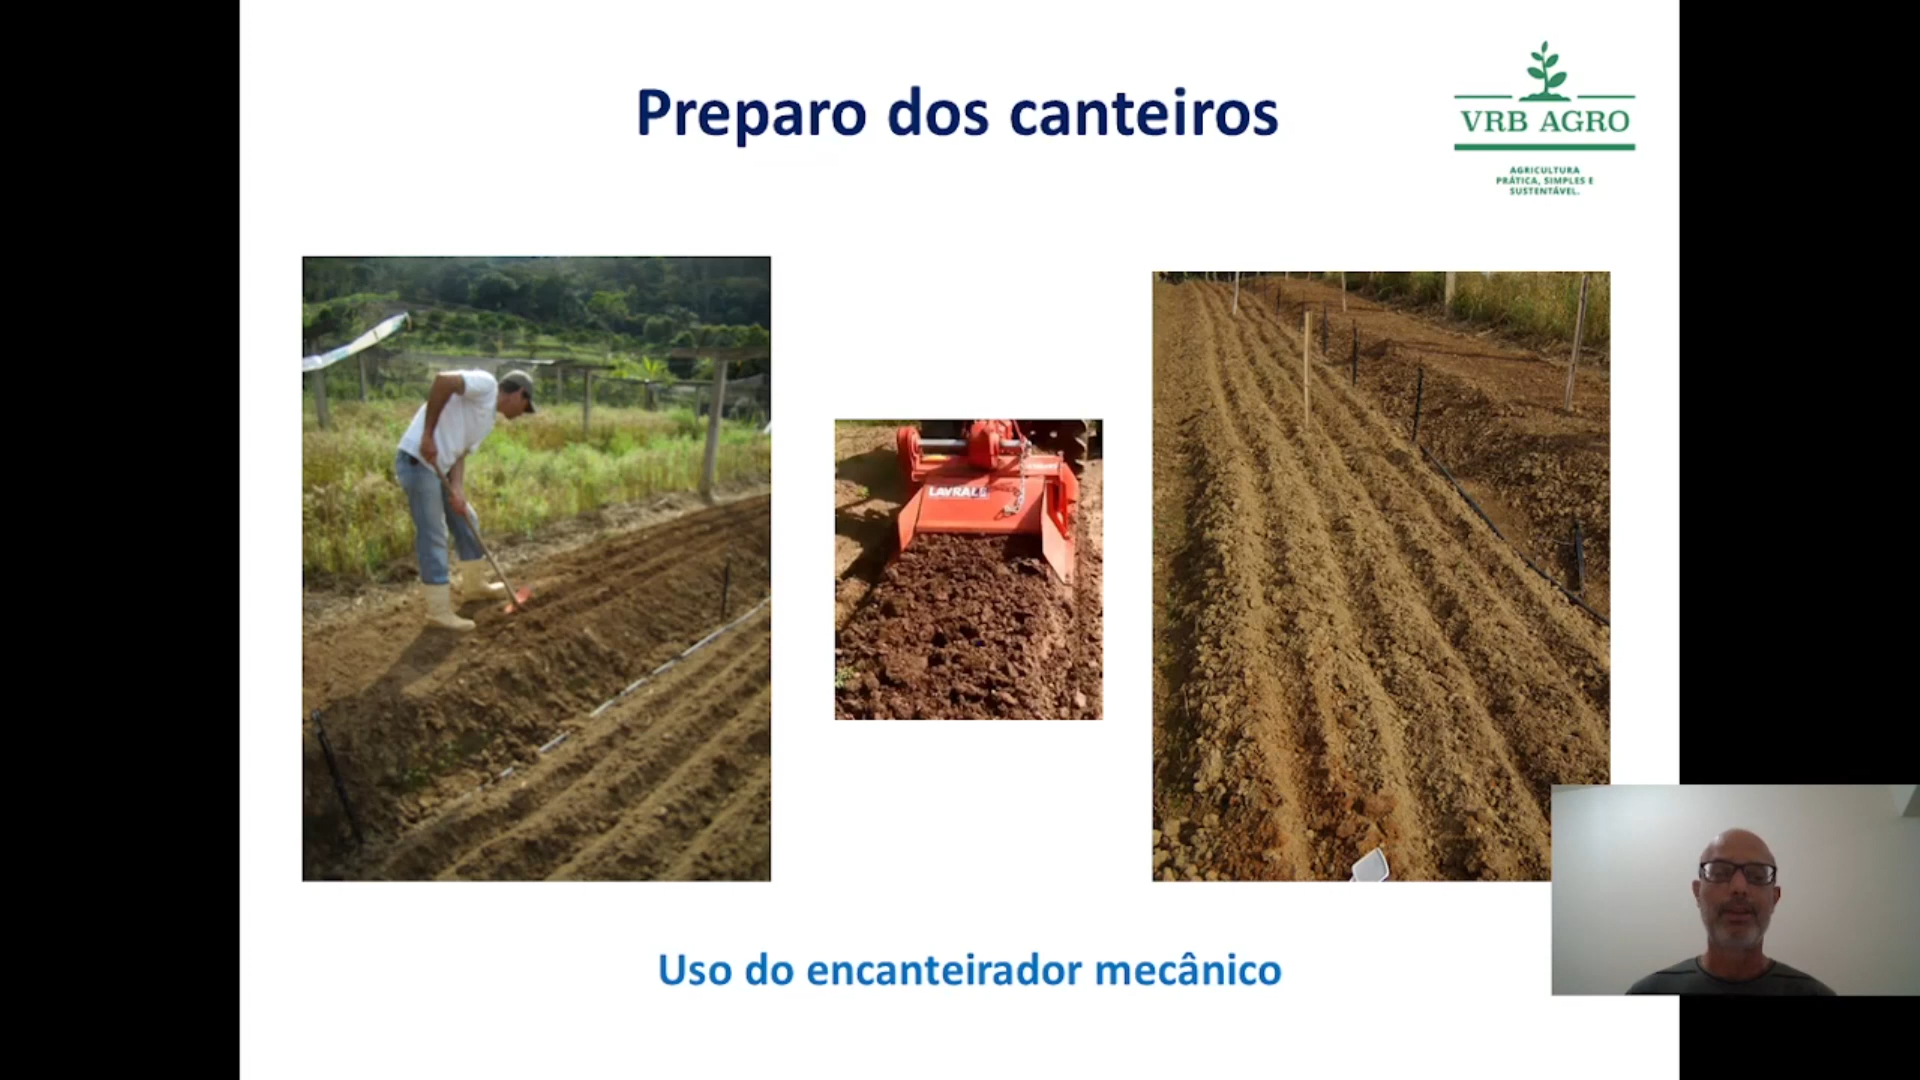 Preparo dos canteiros
VRB AGRO
AGRICULTURA
PRÁTICA, SIMPLES E
SUSTENTÁVEL.
LAVRALE
Uso do encanteirador mecânico